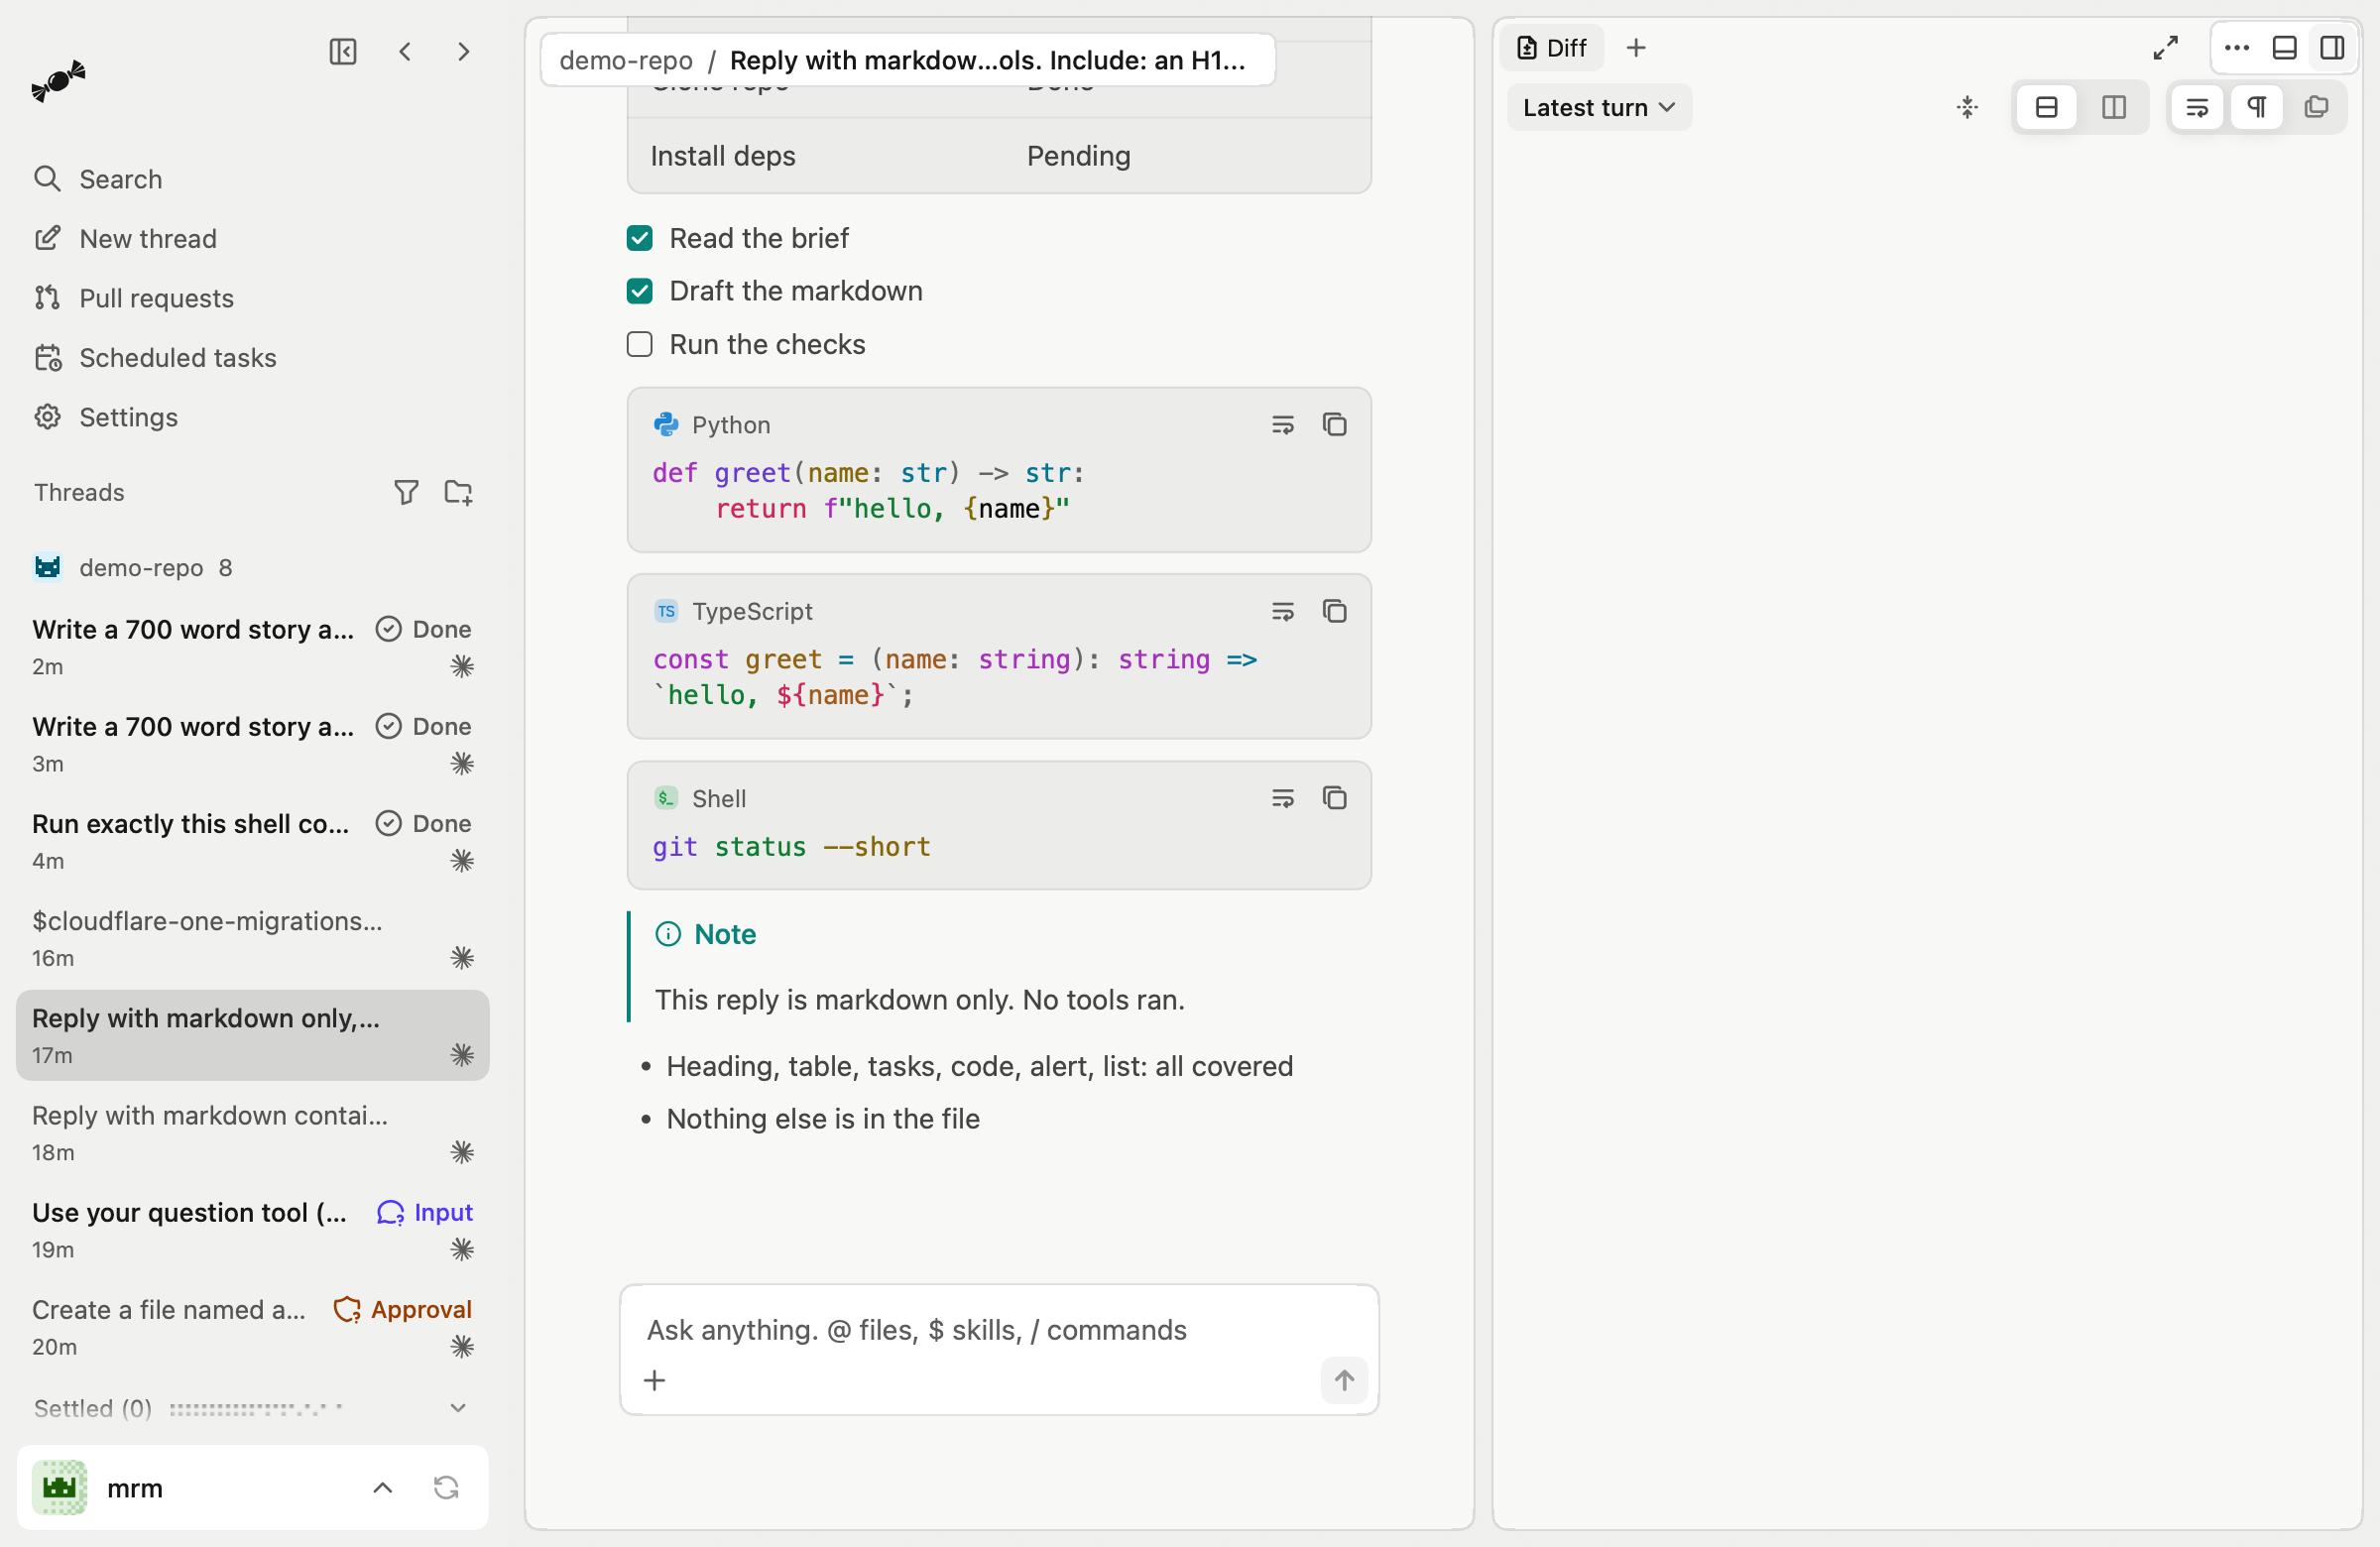 Search
New thread
Pull requests
Scheduled tasks
Settings
Threads
demo-repo 8
Write a 700 word story a... Done
2m
Write a 700 word story a... Done
3m
Run exactly this shell co... Done
4m
$cloudflare-one-migrations...
16m
Reply with markdown only,...
17m
Reply with markdown contai...
18m
Use your question tool (... Input
19m
Create a file named a... Approval
20m
Settled (0)
mrm
demo-repo / Reply with markdow...ols. Include: an H1...
Install deps Pending
Read the brief
Draft the markdown
Run the checks
Python
def greet(name: str) -> str:
    return f"hello, {name}"
TS TypeScript
const greet = (name: string): string =>
`hello, ${name}`;
$_ Shell
git status --short
Note
This reply is markdown only. No tools ran.
• Heading, table, tasks, code, alert, list: all covered
• Nothing else is in the file
Ask anything. @ files, $ skills, / commands
Diff
Latest turn